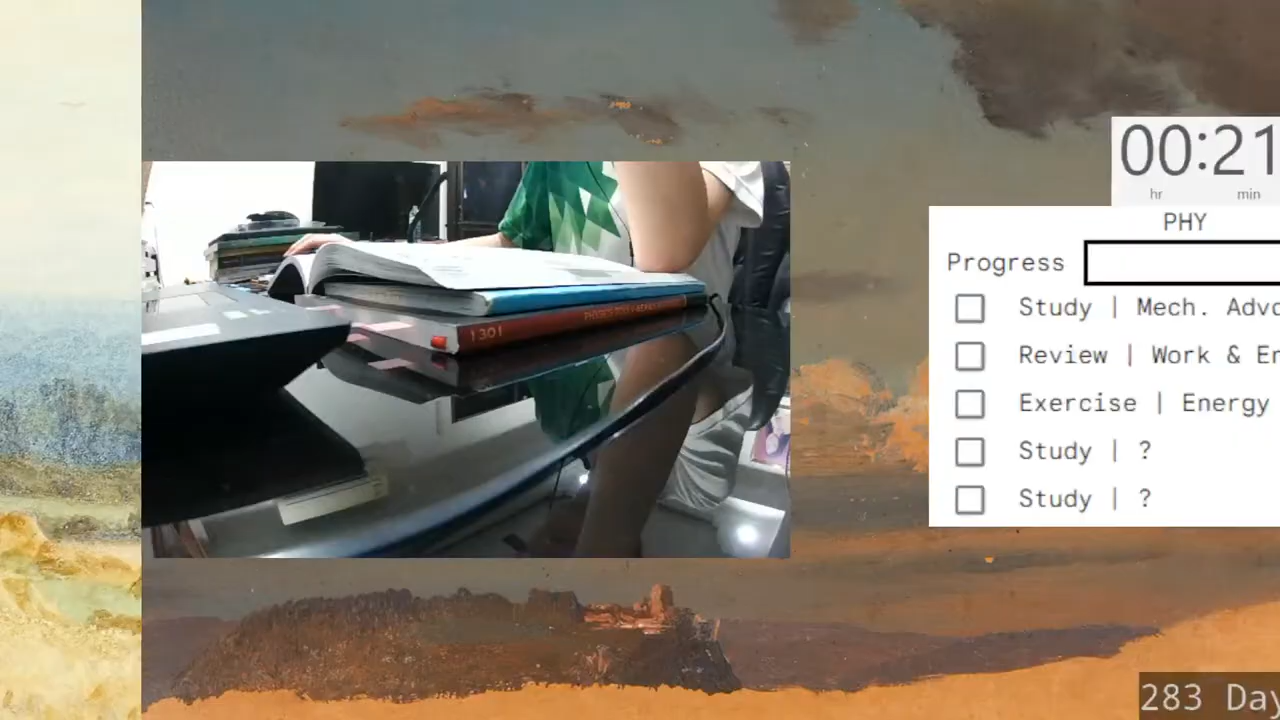 00:21
hr min
PHY
Progress
Study | Mech. Adv
Review | Work & En
Exercise | Energy
Study | ?
Study | ?
1301
283 Day